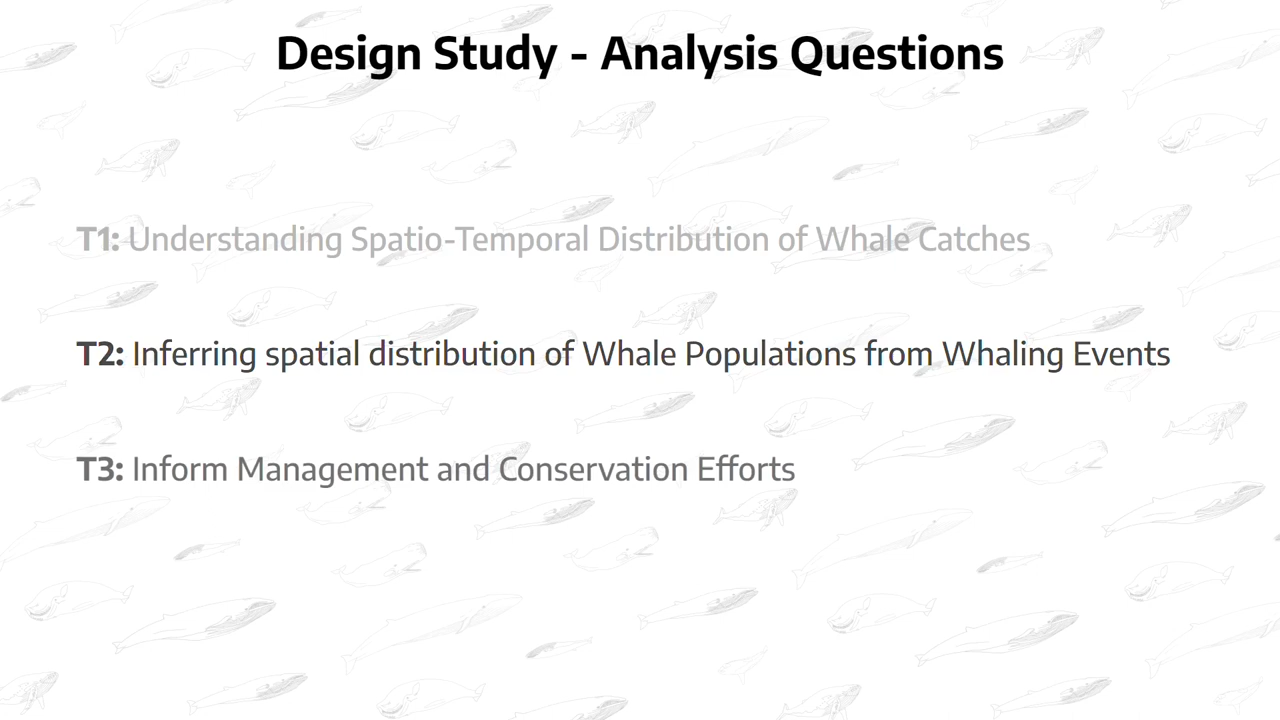 Design Study - Analysis Questions
T1: Understanding Spatio-Temporal Distribution of Whale Catches
T2: Inferring spatial distribution of Whale Populations from Whaling Events
T3: Inform Management and Conservation Efforts